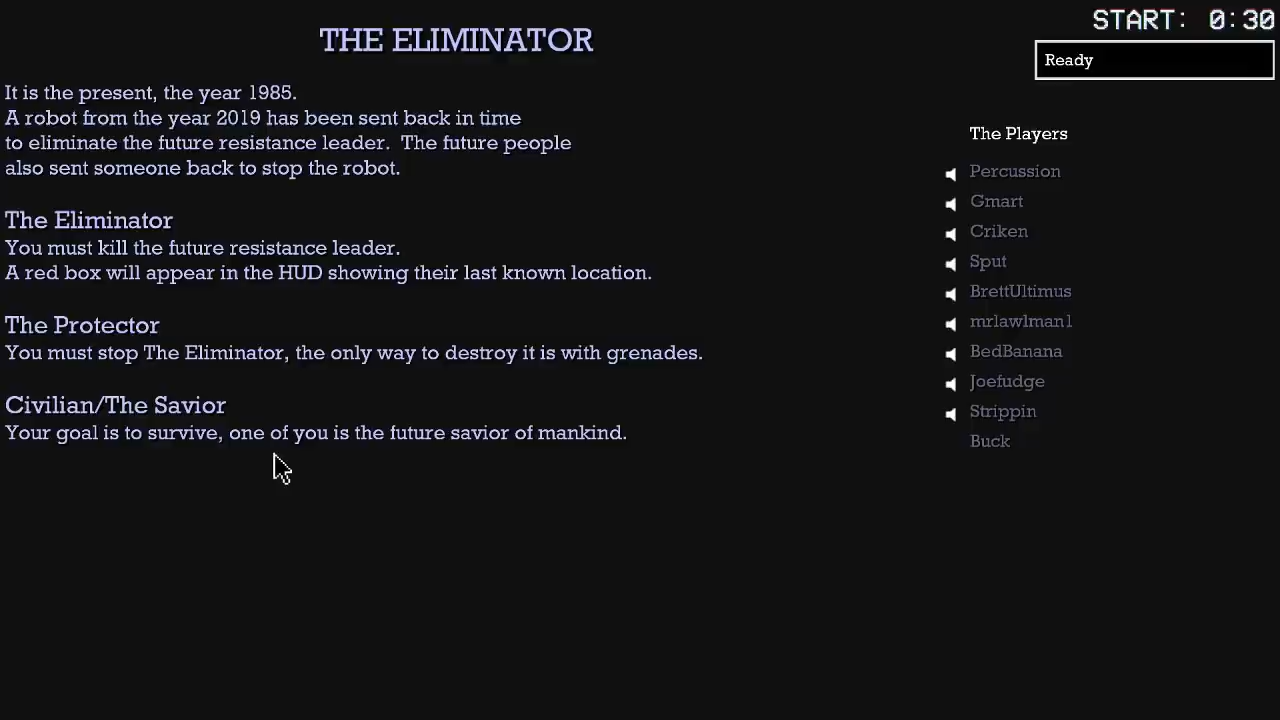 THE ELIMINATOR
START: 0:30
Ready
It is the present, the year 1985.
A robot from the year 2019 has been sent back in time
to eliminate the future resistance leader.  The future people
also sent someone back to stop the robot.
The Eliminator
You must kill the future resistance leader.
A red box will appear in the HUD showing their last known location.
The Protector
You must stop The Eliminator, the only way to destroy it is with grenades.
Civilian/The Savior
Your goal is to survive, one of you is the future savior of mankind.
The Players
Percussion
Gmart
Criken
Sput
BrettUltimus
mrlawlman1
BedBanana
Joefudge
Strippin
Buck